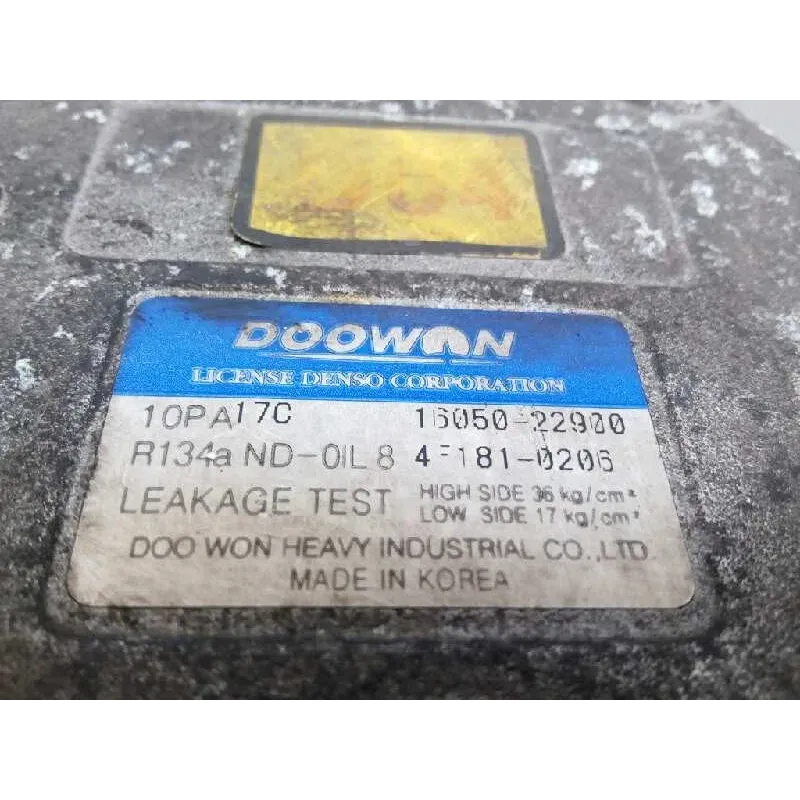 DOOWON
LICENSE DENSO CORPORATION
10PA17C 16050-22900
R134a ND-OIL 8
LEAKAGE TEST HIGH SIDE 36 kg/cm²
LOW SIDE 17 kg/cm²
DOO WON HEAVY INDUSTRIAL CO.,LTD
MADE IN KOREA